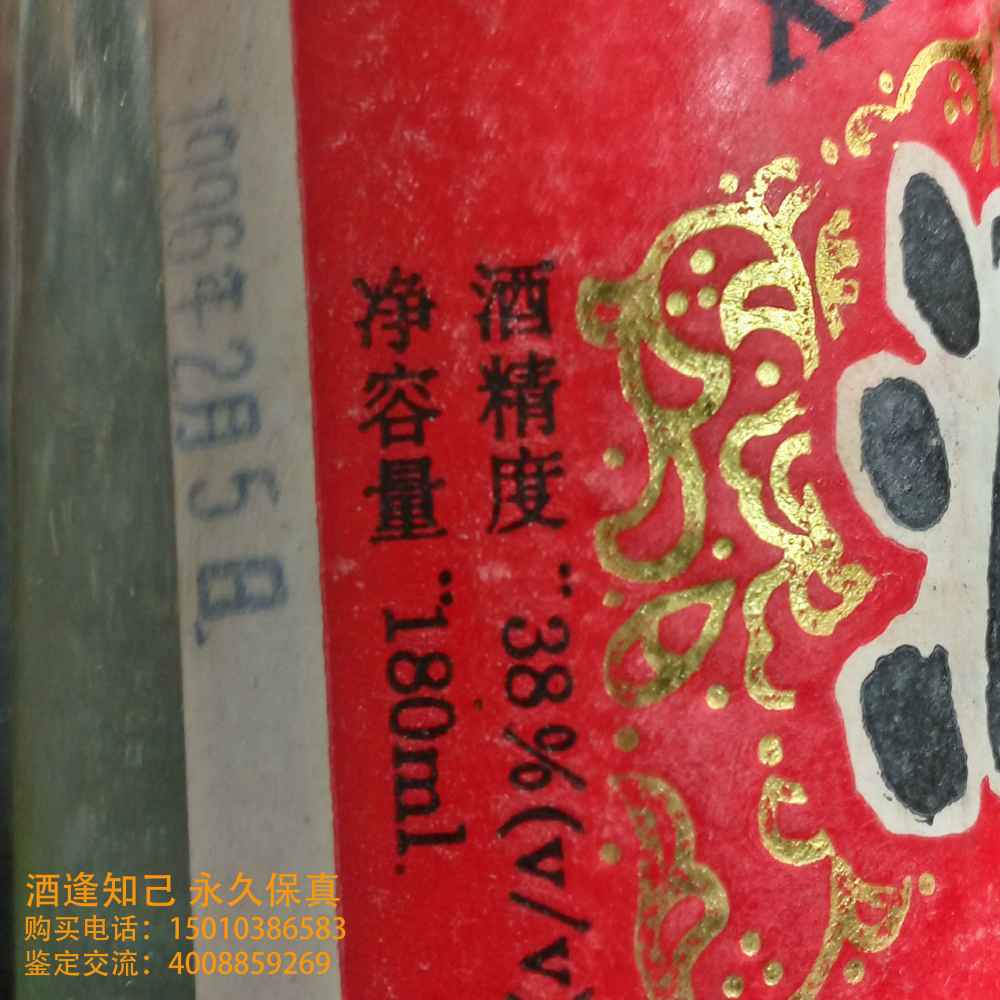 1996年2月5日
酒精度:38%(v/v)
净容量:180ml.
酒逢知己 永久保真
购买电话：15010386583
鉴定交流：4008859269